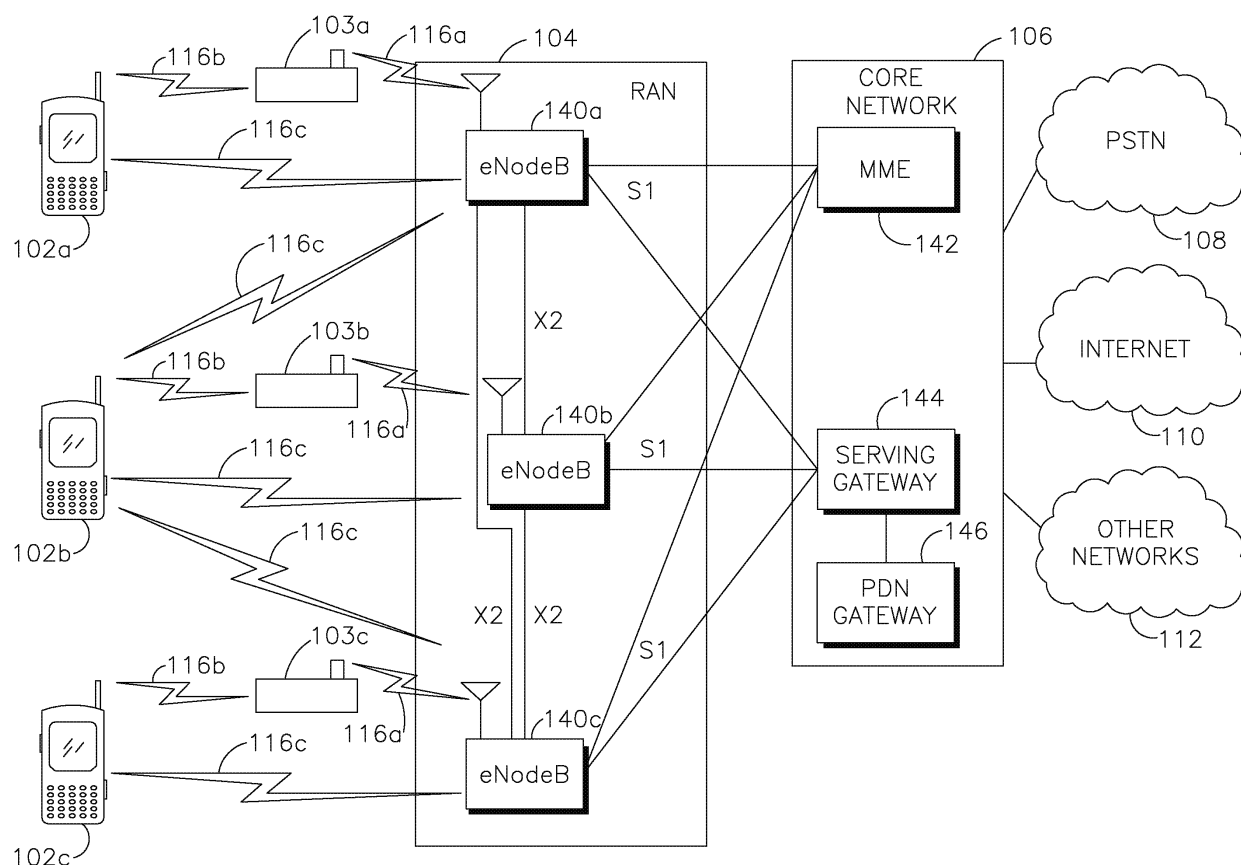 103a
116a
104
106
116b
RAN
CORE
NETWORK
140a
PSTN
116c
eNodeB
MME
S1
102a
142
108
116c
X2
103b
116b
INTERNET
144
116a
140b
110
116c
eNodeB
S1
SERVING
GATEWAY
102b
116c
146
OTHER
NETWORKS
PDN
GATEWAY
X2
X2
112
103c
S1
116b
116a
140c
116c
eNodeB
102c